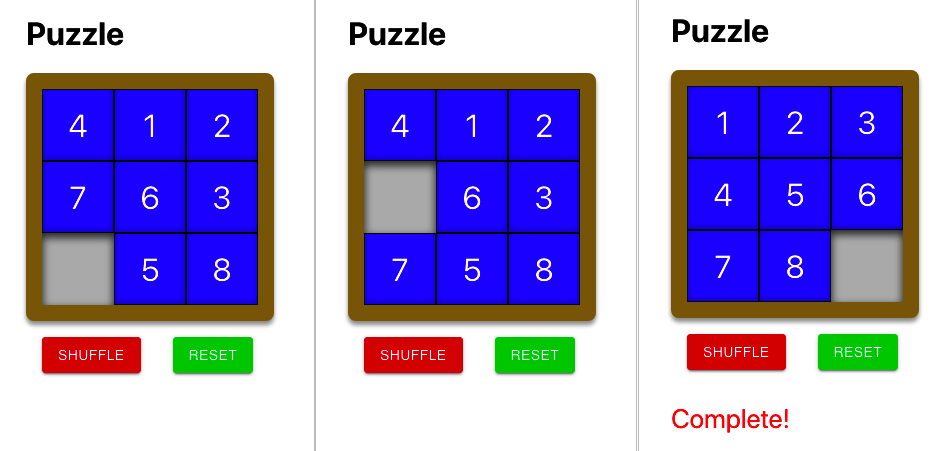 Puzzle
4 1 2
7 6 3
5 8
SHUFFLE RESET
Puzzle
4 1 2
6 3
7 5 8
SHUFFLE RESET
Puzzle
1 2 3
4 5 6
7 8
SHUFFLE RESET
Complete!